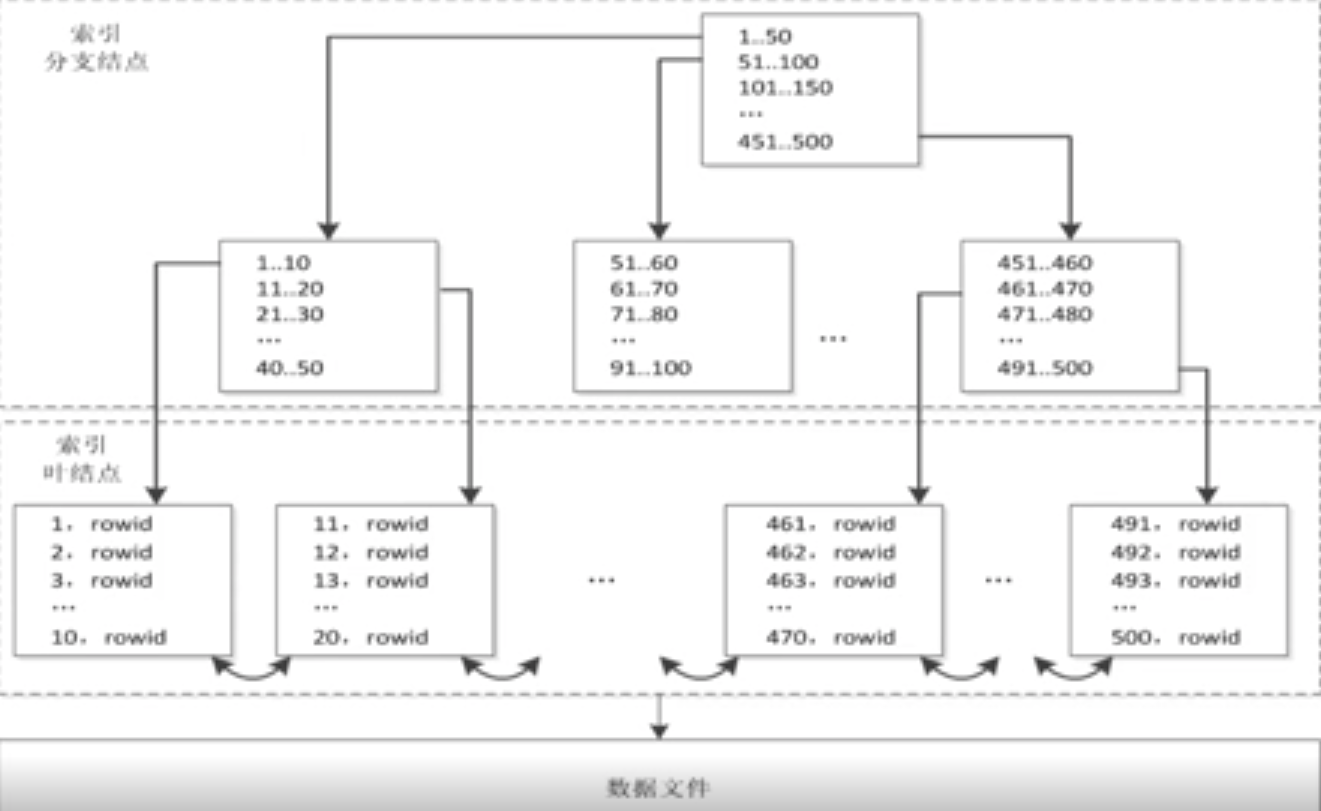 索引
分支结点
1..50
51..100
101..150
...
451..500
1..10
11..20
21..30
...
40..50
51..60
61..70
71..80
...
91..100
...
451..460
461..470
471..480
...
491..500
索引
叶结点
1，rowid
2，rowid
3，rowid
...
10，rowid
11，rowid
12，rowid
13，rowid
...
20，rowid
...
461，rowid
462，rowid
463，rowid
...
470，rowid
...
491，rowid
492，rowid
493，rowid
...
500，rowid
数据文件